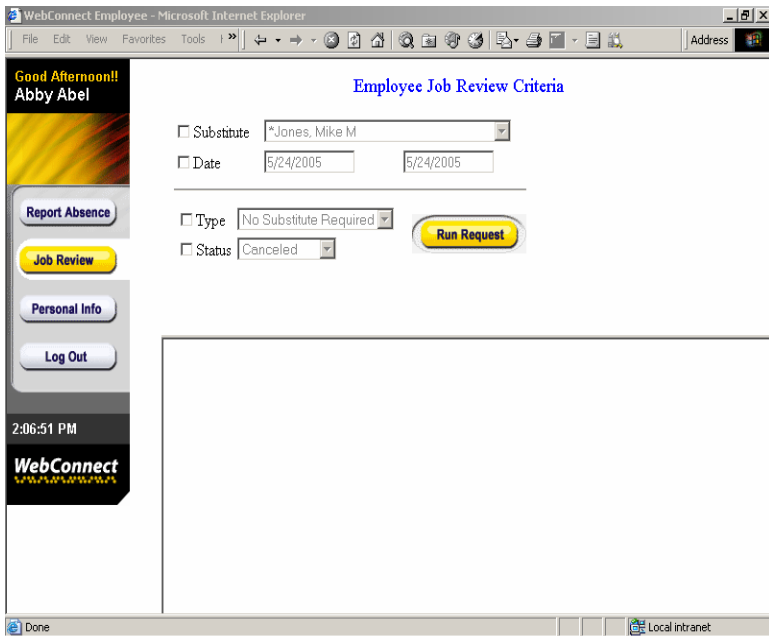 WebConnect Employee - Microsoft Internet Explorer
File Edit View Favorites Tools » Address
Good Afternoon!!
Abby Abel
Employee Job Review Criteria
Substitute *Jones, Mike M
Date 5/24/2005 5/24/2005
Type No Substitute Required
Status Canceled
Run Request
Report Absence
Job Review
Personal Info
Log Out
2:06:51 PM
WebConnect
Done Local intranet